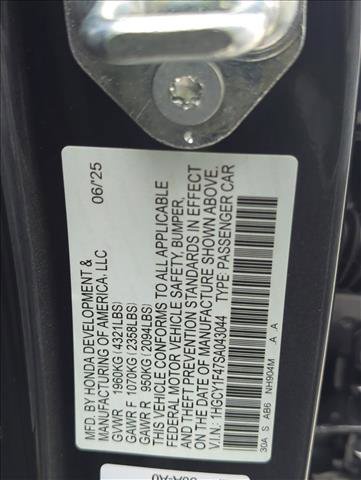 MFD. BY HONDA DEVELOPMENT & 06/25
MANUFACTURING OF AMERICA, LLC
GVWR 1960KG (4321LBS)
GAWR F 1070KG (2358LBS)
GAWR R 950KG (2094LBS)
THIS VEHICLE CONFORMS TO ALL APPLICABLE
FEDERAL MOTOR VEHICLE SAFETY, BUMPER,
AND THEFT PREVENTION STANDARDS IN EFFECT
ON THE DATE OF MANUFACTURE SHOWN ABOVE.
V.I.N.: 1HGCY1F47SA043044 TYPE: PASSENGER CAR
30A S AB6 NH904M A A